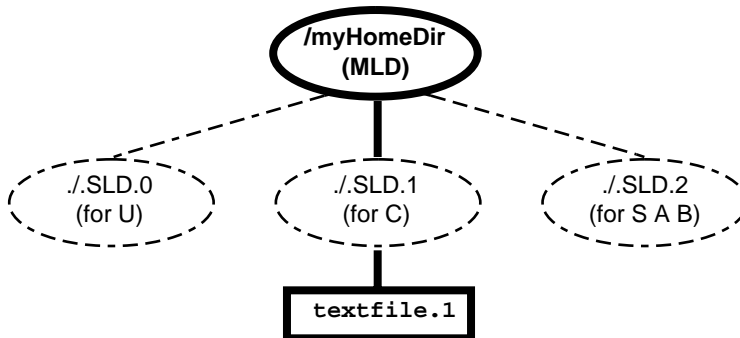 /myHomeDir
(MLD)
./.SLD.0
(for U)
./.SLD.1
(for C)
./.SLD.2
(for S A B)
textfile.1